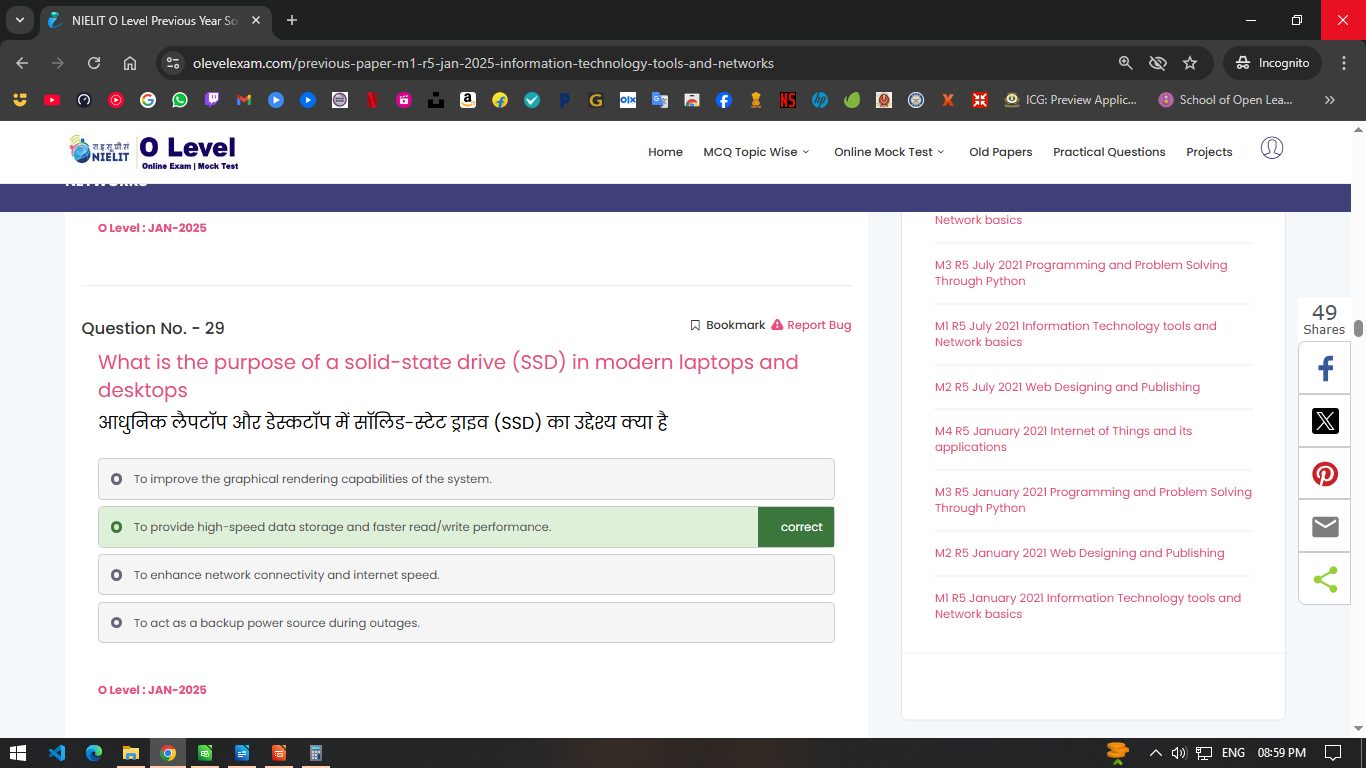 NIELIT O Level Previous Year So
olevelexam.com/previous-paper-m1-r5-jan-2025-information-technology-tools-and-networks
Incognito
ICG: Preview Applic...
School of Open Lea...
रा.इ.सू.प्रौ.सं
NIELIT
O Level
Online Exam | Mock Test
Home
MCQ Topic Wise
Online Mock Test
Old Papers
Practical Questions
Projects
NETWORKS
O Level : JAN-2025
Question No. - 29
Bookmark
Report Bug
What is the purpose of a solid-state drive (SSD) in modern laptops and
desktops
आधुनिक लैपटॉप और डेस्कटॉप में सॉलिड-स्टेट ड्राइव (SSD) का उद्देश्य क्या है
To improve the graphical rendering capabilities of the system.
To provide high-speed data storage and faster read/write performance.
correct
To enhance network connectivity and internet speed.
To act as a backup power source during outages.
O Level : JAN-2025
Network basics
M3 R5 July 2021 Programming and Problem Solving
Through Python
M1 R5 July 2021 Information Technology tools and
Network basics
M2 R5 July 2021 Web Designing and Publishing
M4 R5 January 2021 Internet of Things and its
applications
M3 R5 January 2021 Programming and Problem Solving
Through Python
M2 R5 January 2021 Web Designing and Publishing
M1 R5 January 2021 Information Technology tools and
Network basics
49
Shares
ENG
08:59 PM